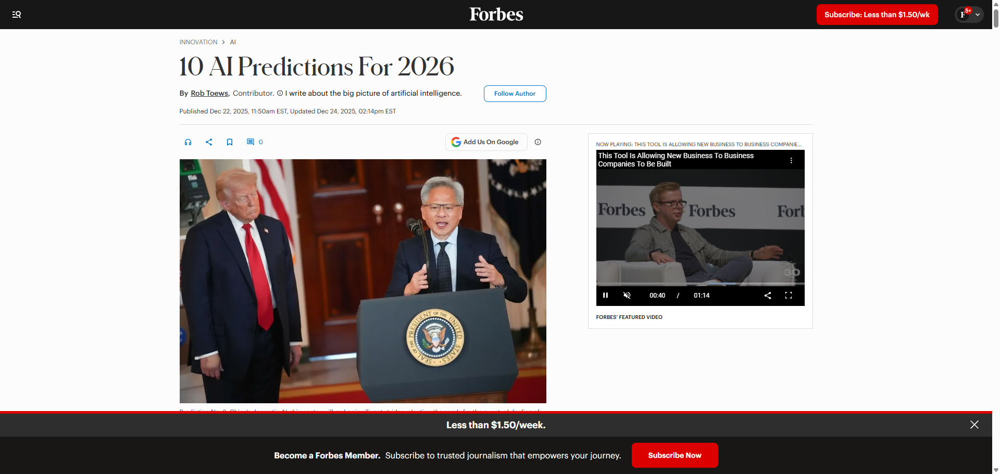 Forbes
Subscribe: Less than $1.50/wk
F
5+
INNOVATION > AI
10 AI Predictions For 2026
By Rob Toews, Contributor. I write about the big picture of artificial intelligence.
Follow Author
Published Dec 22, 2025, 11:50am EST, Updated Dec 24, 2025, 02:14pm EST
0
Add Us On Google
SEAL OF THE PRESIDENT OF THE UNITED STATES
NOW PLAYING: THIS TOOL IS ALLOWING NEW BUSINESS TO BUSINESS COMPANIE...
This Tool Is Allowing New Business To Business
Companies To Be Built
Forbes Forbes Forb
30
00:40 / 01:14
FORBES' FEATURED VIDEO
Less than $1.50/week.
Become a Forbes Member. Subscribe to trusted journalism that empowers your journey.
Subscribe Now